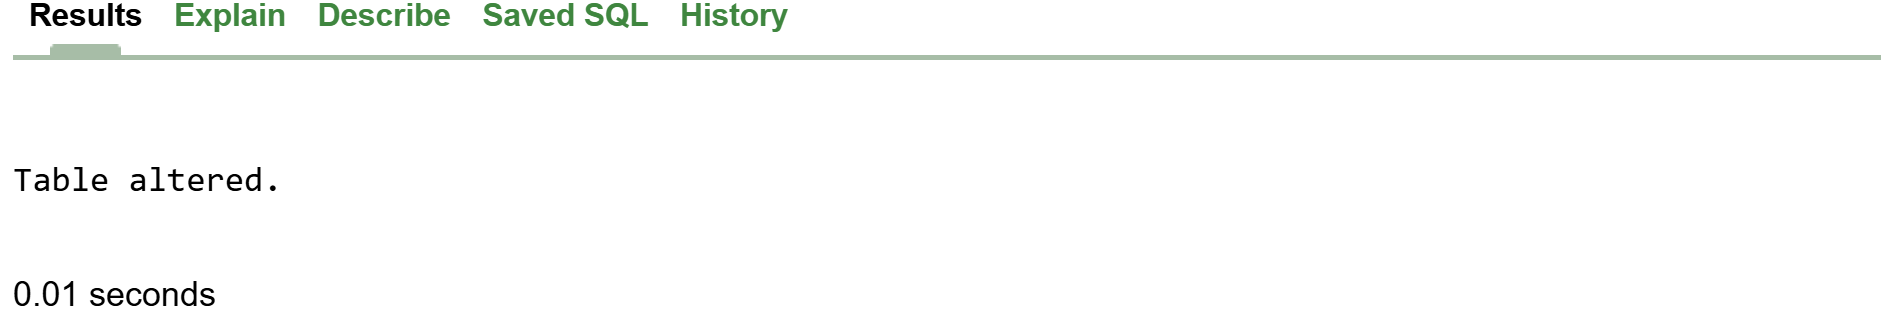 Results Explain Describe Saved SQL History
Table altered.
0.01 seconds